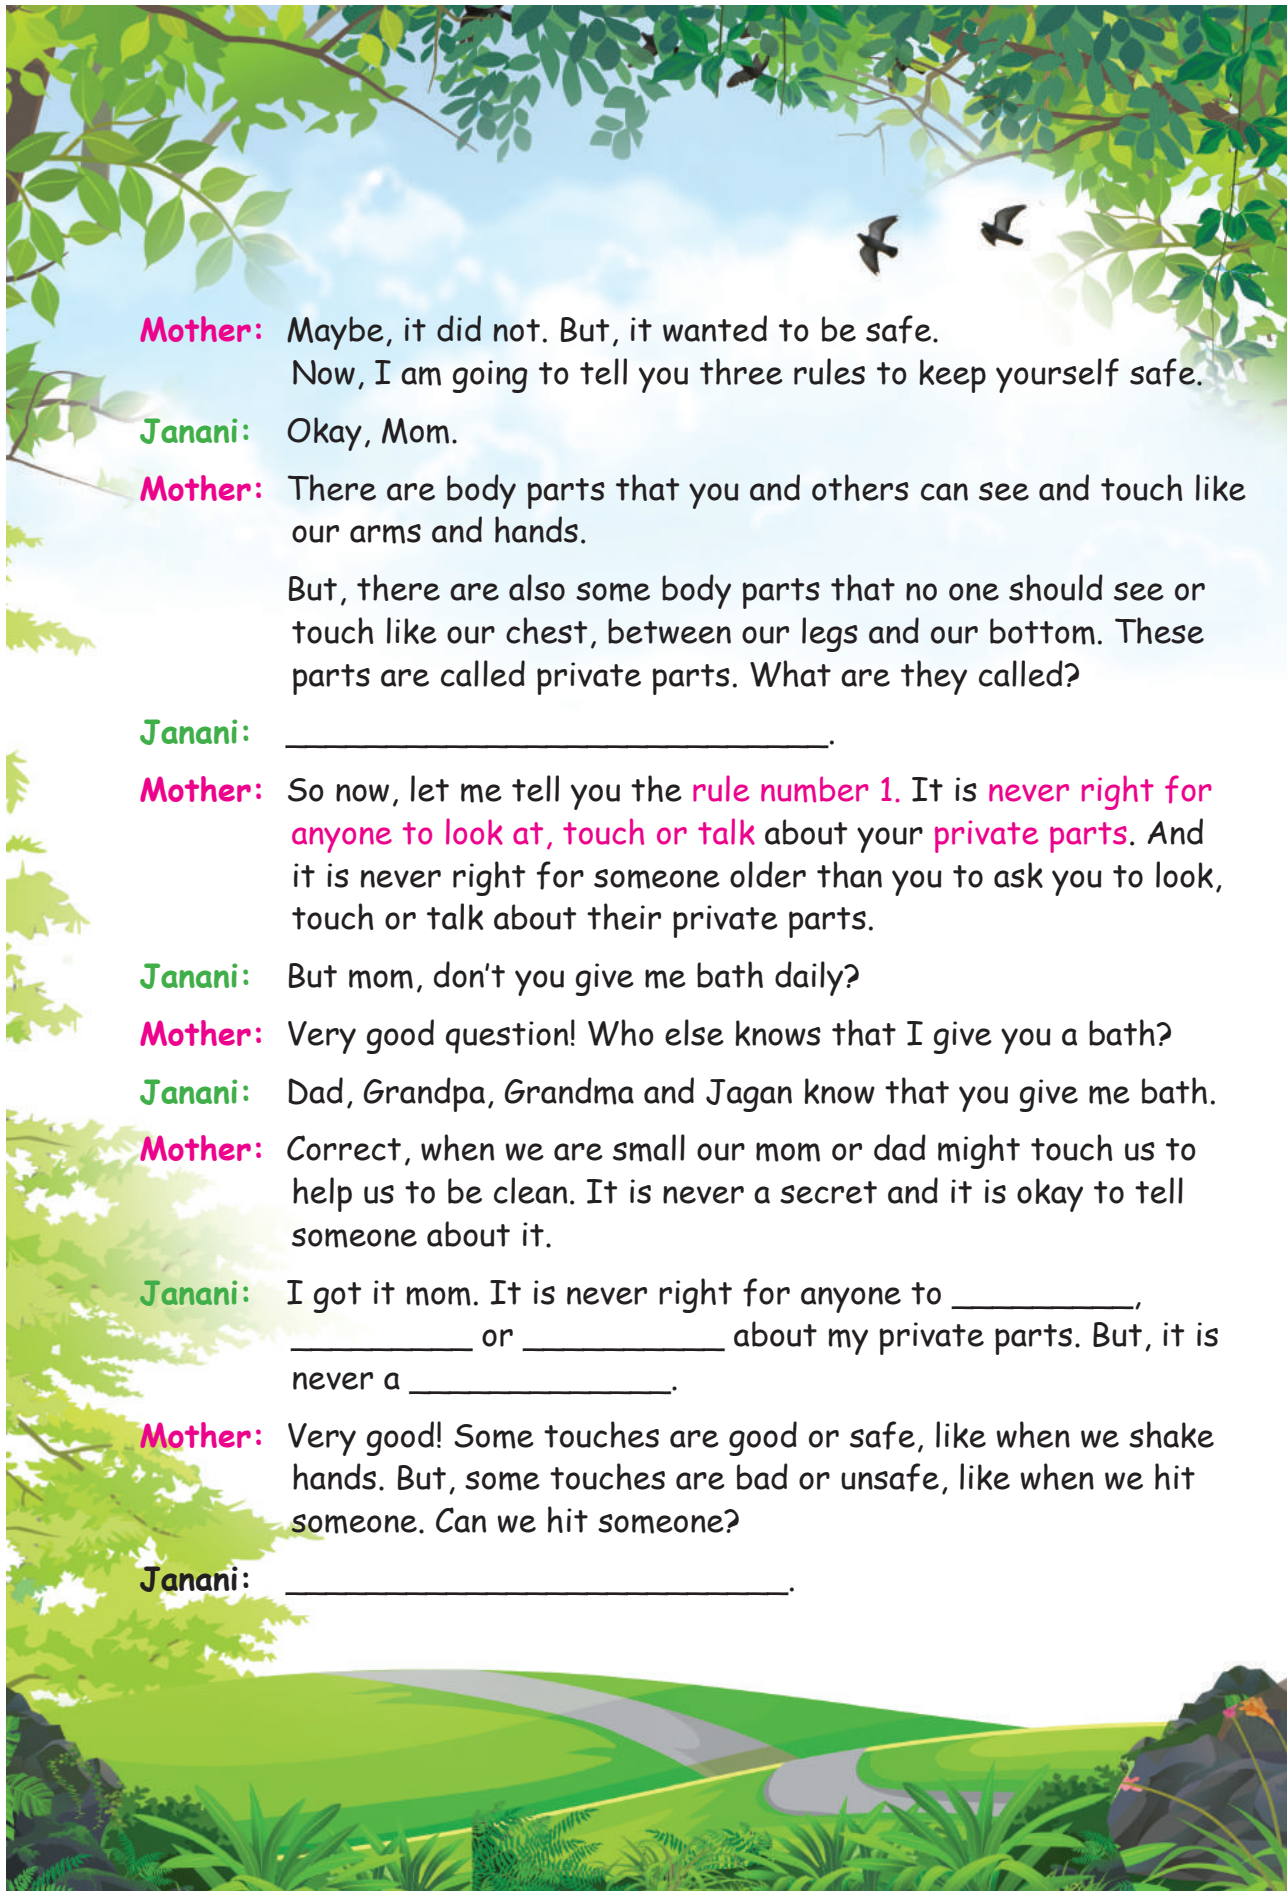 Mother: Maybe, it did not. But, it wanted to be safe.
Now, I am going to tell you three rules to keep yourself safe.
Janani: Okay, Mom.
Mother: There are body parts that you and others can see and touch like
our arms and hands.
But, there are also some body parts that no one should see or
touch like our chest, between our legs and our bottom. These
parts are called private parts. What are they called?
Janani: ___________________________.
Mother: So now, let me tell you the rule number 1. It is never right for
anyone to look at, touch or talk about your private parts. And
it is never right for someone older than you to ask you to look,
touch or talk about their private parts.
Janani: But mom, don't you give me bath daily?
Mother: Very good question! Who else knows that I give you a bath?
Janani: Dad, Grandpa, Grandma and Jagan know that you give me bath.
Mother: Correct, when we are small our mom or dad might touch us to
help us to be clean. It is never a secret and it is okay to tell
someone about it.
Janani: I got it mom. It is never right for anyone to _________,
_________ or __________ about my private parts. But, it is
never a _____________.
Mother: Very good! Some touches are good or safe, like when we shake
hands. But, some touches are bad or unsafe, like when we hit
someone. Can we hit someone?
Janani: _________________________.